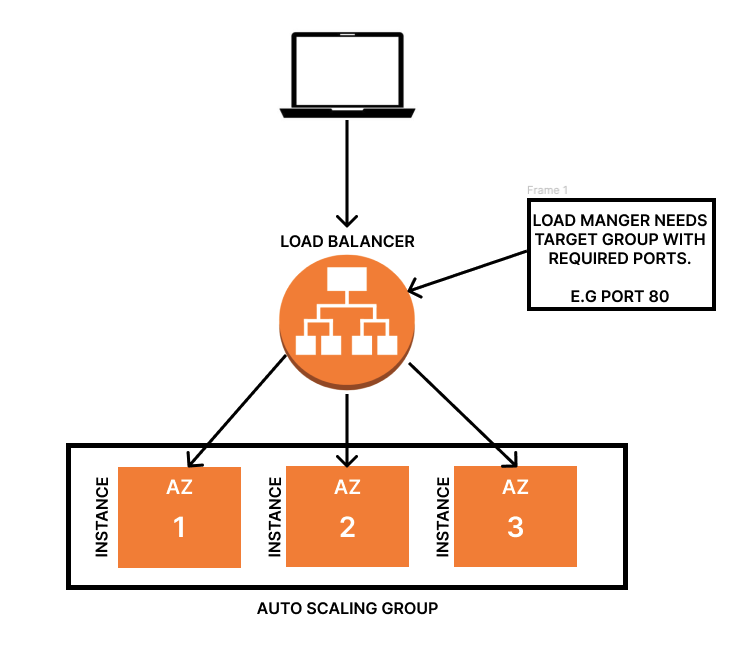 Frame 1
LOAD MANGER NEEDS
TARGET GROUP WITH
REQUIRED PORTS.
E.G PORT 80
LOAD BALANCER
INSTANCE
AZ
1
INSTANCE
AZ
2
INSTANCE
AZ
3
AUTO SCALING GROUP